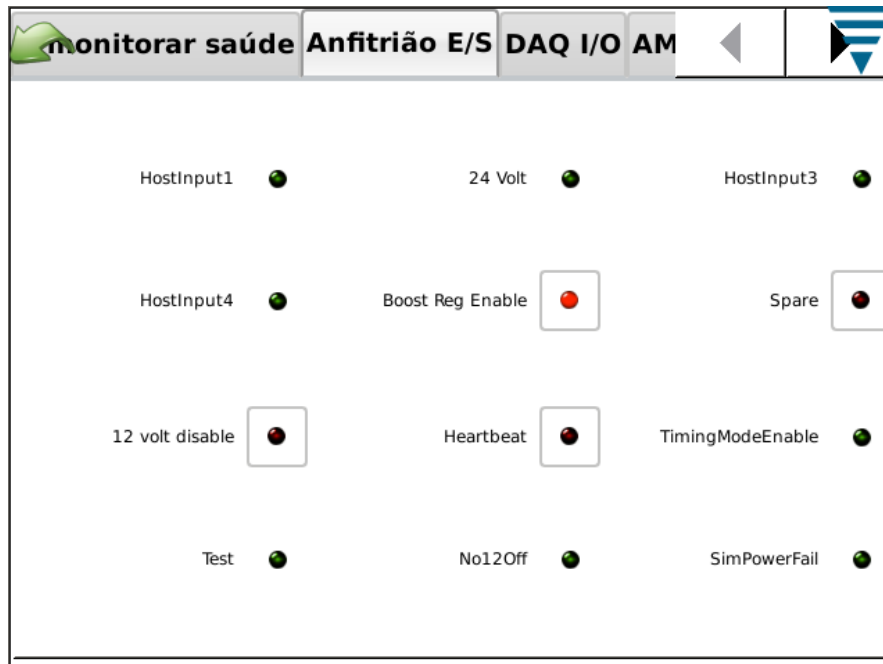 monitorar saúde Anfitrião E/S DAQ I/O AM
HostInput1 24 Volt HostInput3
HostInput4 Boost Reg Enable Spare
12 volt disable Heartbeat TimingModeEnable
Test No12Off SimPowerFail